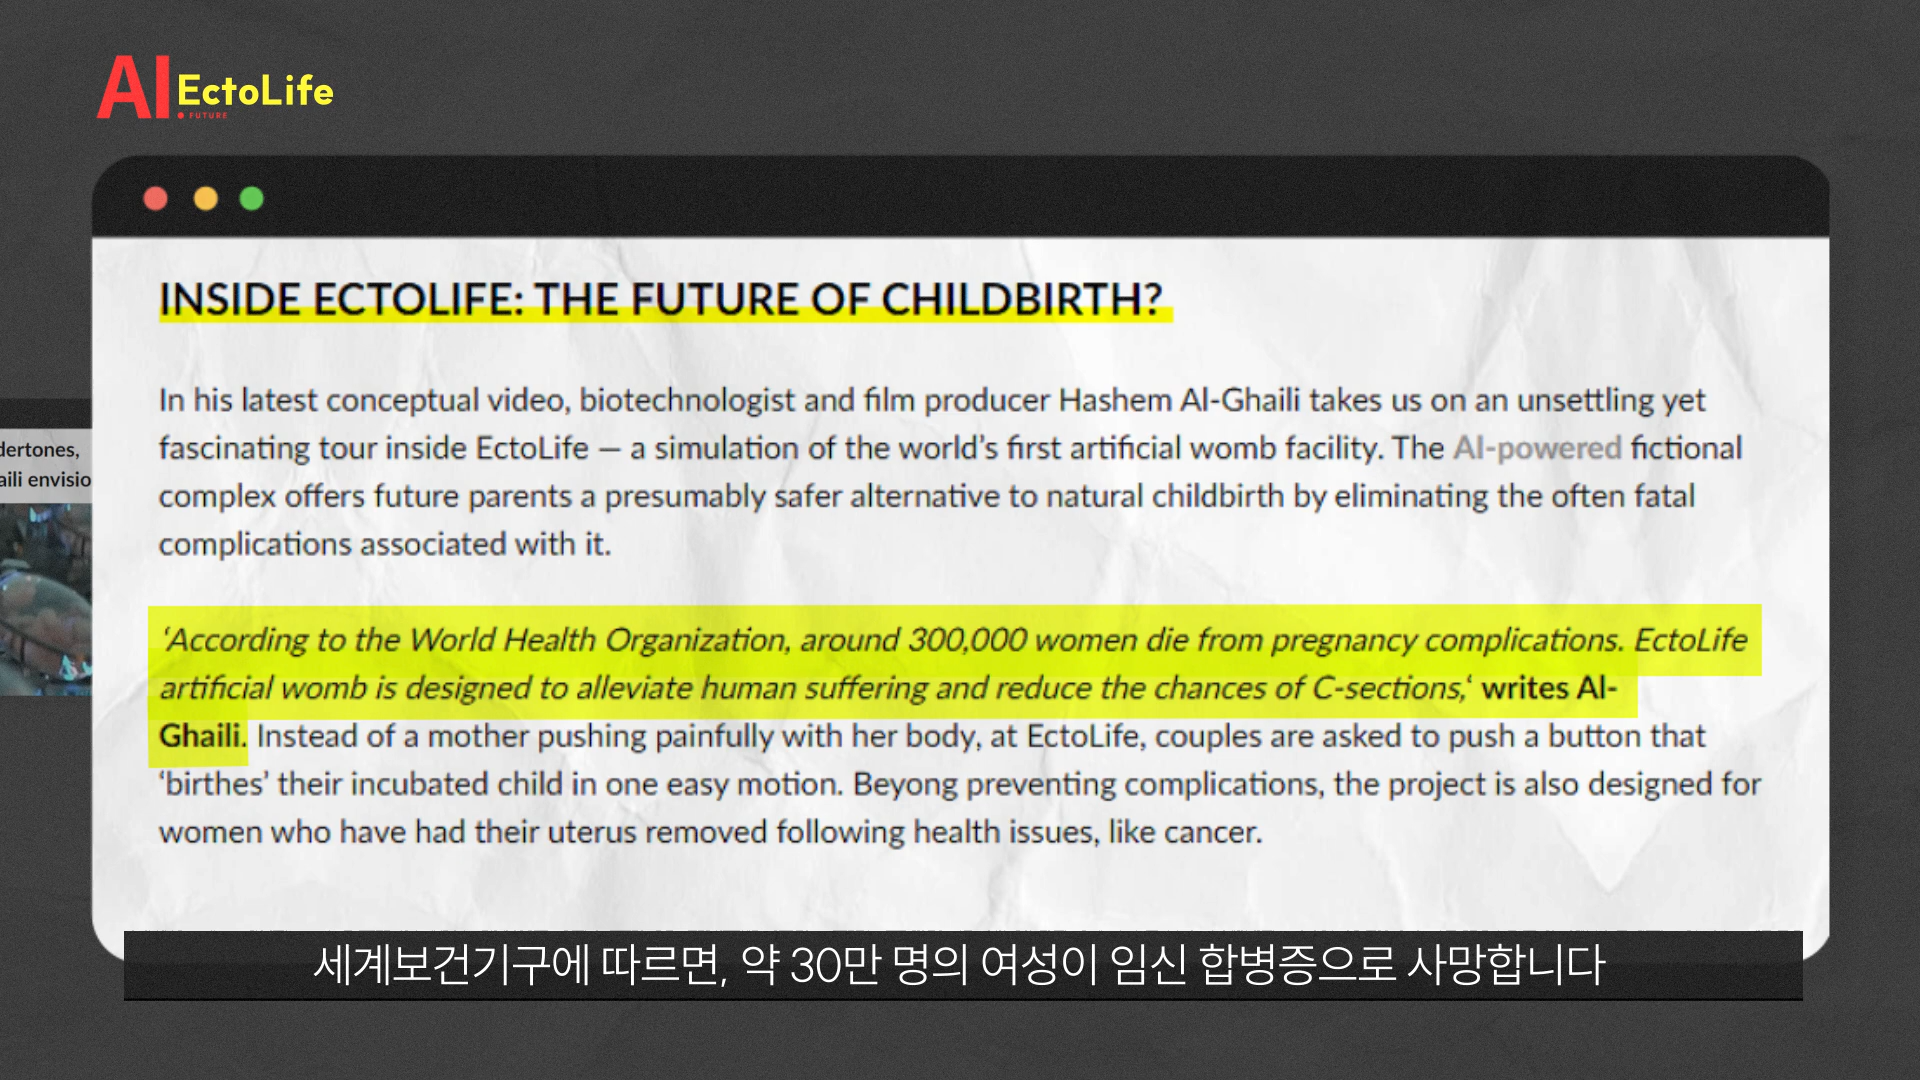 AI EctoLife
FUTURE
INSIDE ECTOLIFE: THE FUTURE OF CHILDBIRTH?
In his latest conceptual video, biotechnologist and film producer Hashem Al-Ghaili takes us on an unsettling yet
fascinating tour inside EctoLife — a simulation of the world's first artificial womb facility. The AI-powered fictional
complex offers future parents a presumably safer alternative to natural childbirth by eliminating the often fatal
complications associated with it.
dertones,
aili envisio
‘According to the World Health Organization, around 300,000 women die from pregnancy complications. EctoLife
artificial womb is designed to alleviate human suffering and reduce the chances of C-sections,‘ writes Al-
Ghaili. Instead of a mother pushing painfully with her body, at EctoLife, couples are asked to push a button that
‘birthes’ their incubated child in one easy motion. Beyong preventing complications, the project is also designed for
women who have had their uterus removed following health issues, like cancer.
세계보건기구에 따르면, 약 30만 명의 여성이 임신 합병증으로 사망합니다